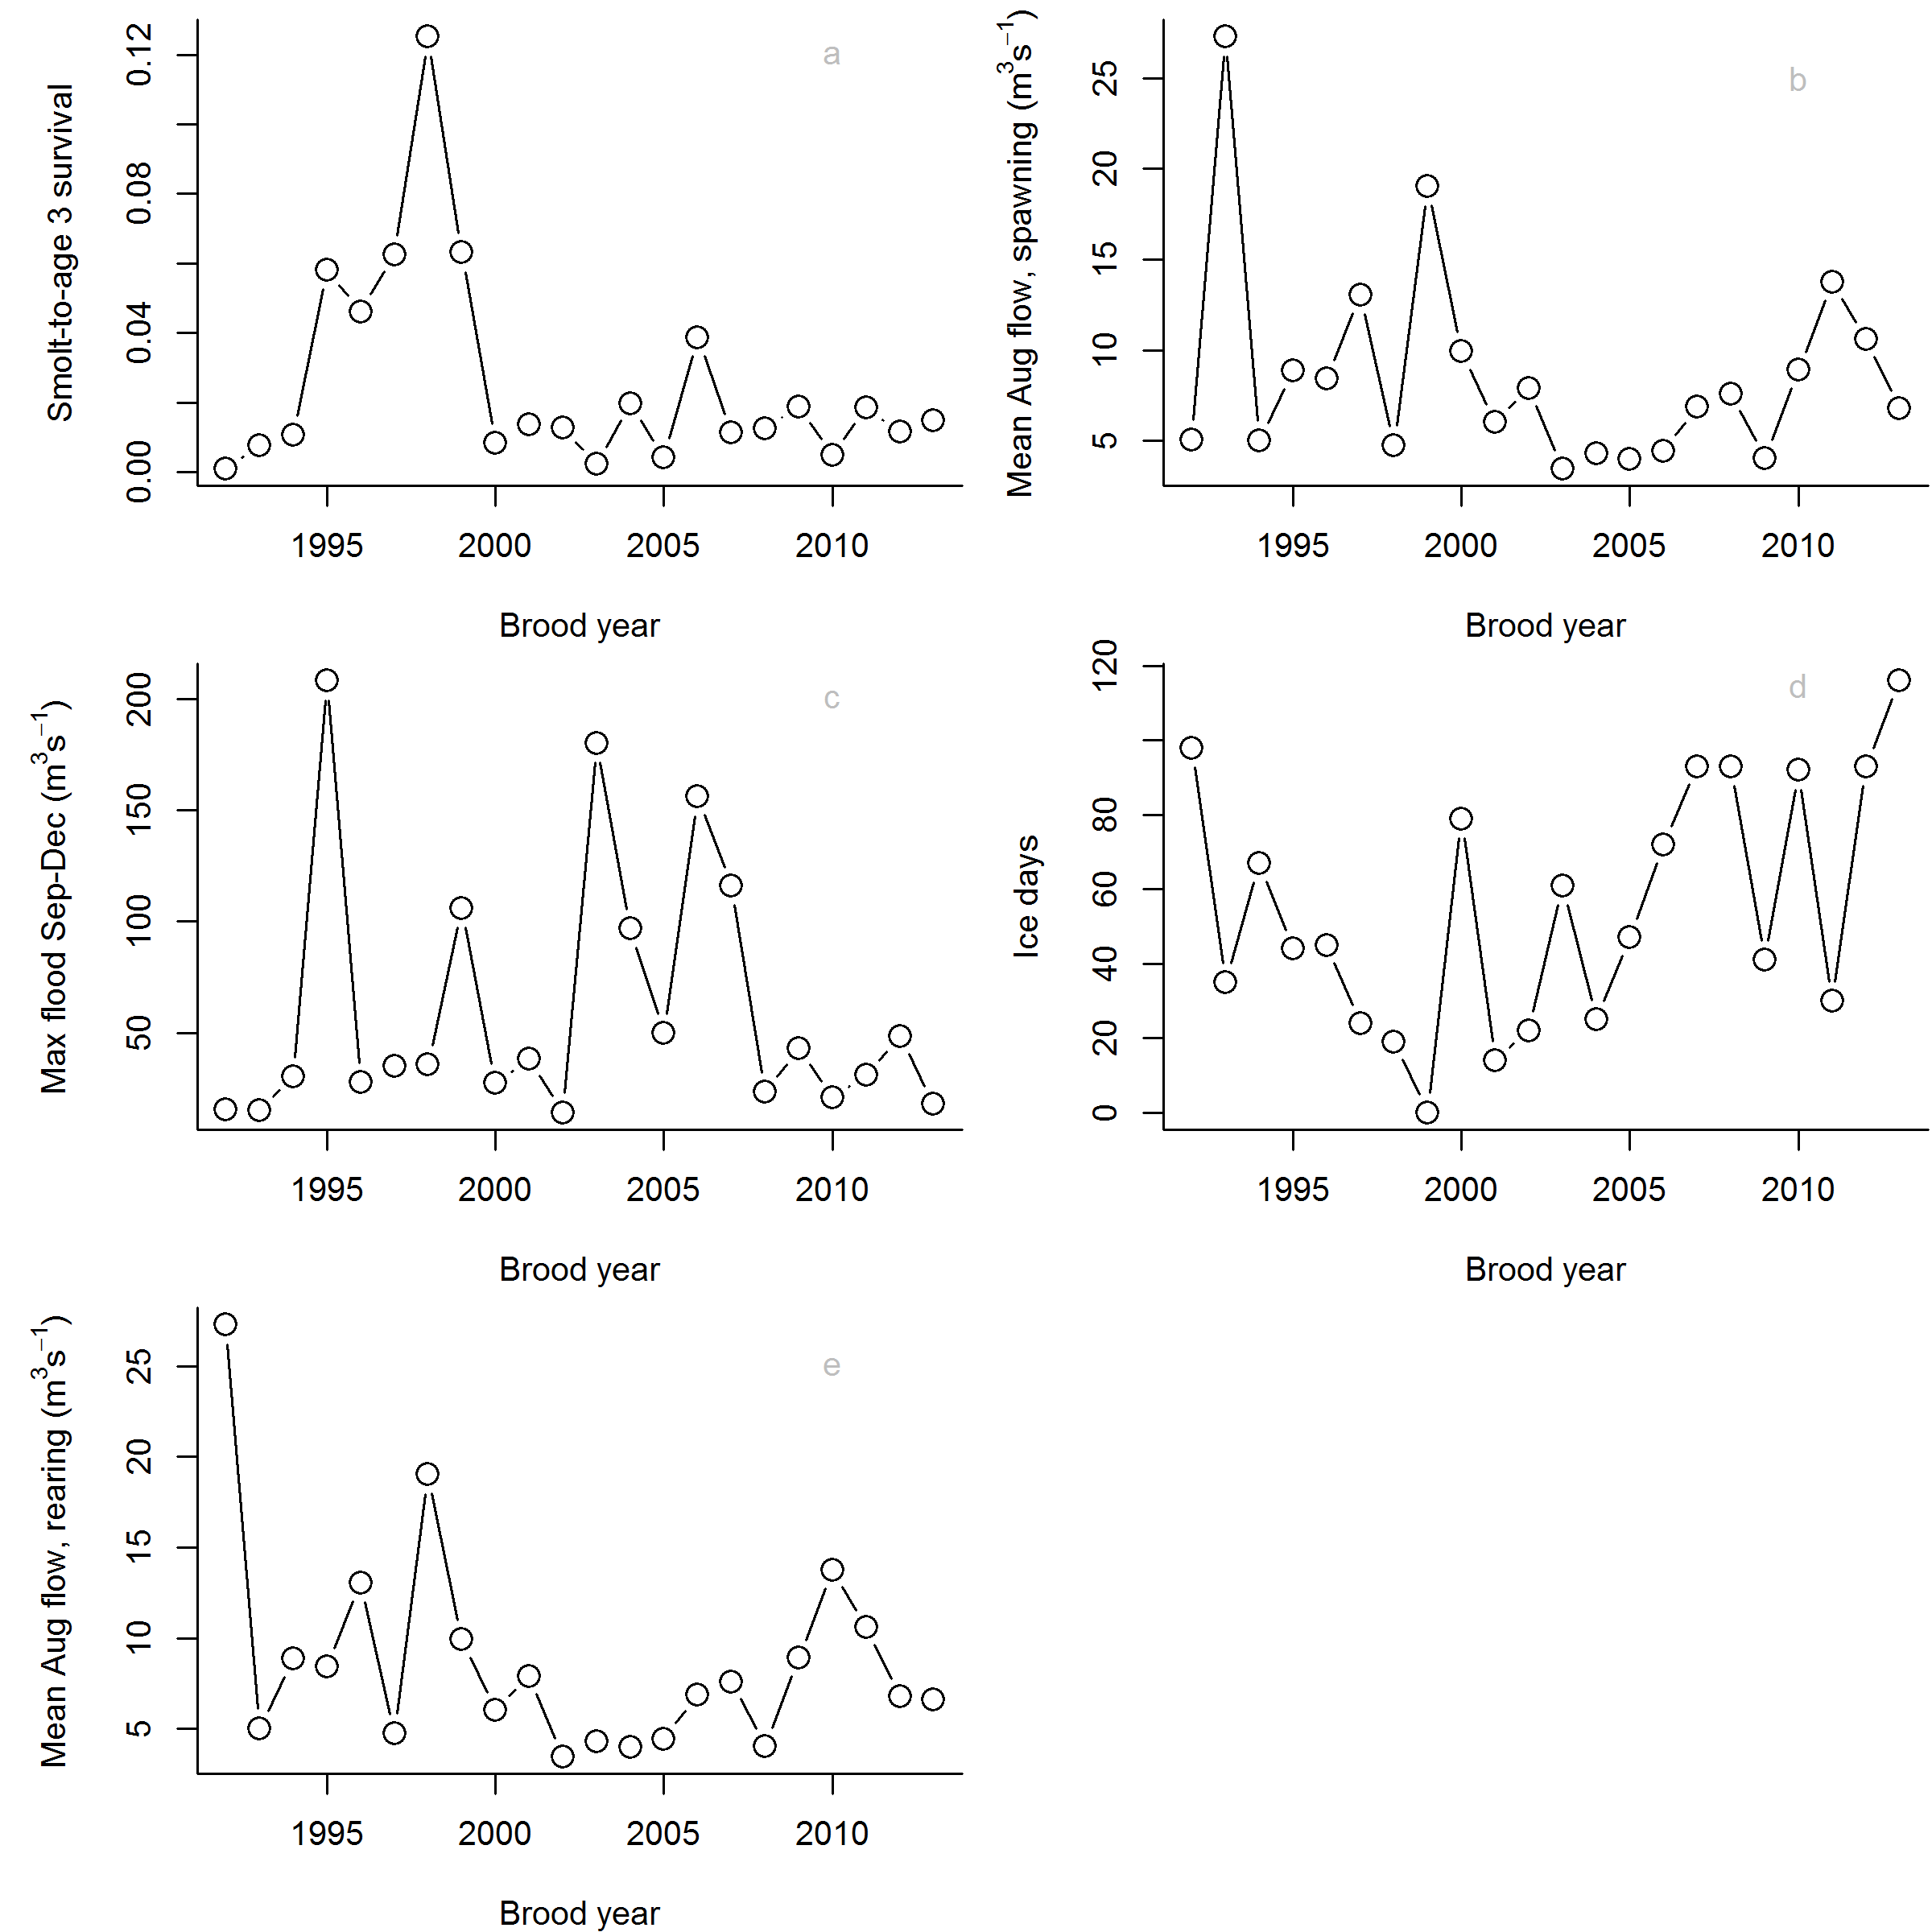 Smolt-to-age 3 survival
0.00 0.04 0.08 0.12
a
1995 2000 2005 2010
Brood year
Mean Aug flow, spawning (m³s⁻¹)
5 10 15 20 25
b
1995 2000 2005 2010
Brood year
Max flood Sep-Dec (m³s⁻¹)
50 100 150 200
c
1995 2000 2005 2010
Brood year
Ice days
0 20 40 60 80 120
d
1995 2000 2005 2010
Brood year
Mean Aug flow, rearing (m³s⁻¹)
5 10 15 20 25
e
1995 2000 2005 2010
Brood year